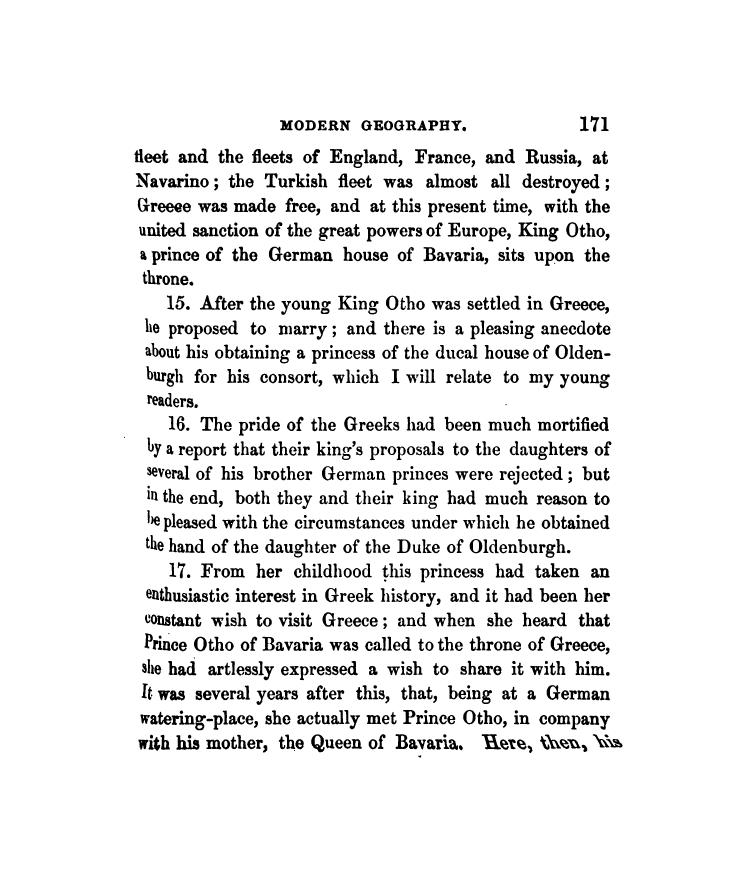 MODERN GEOGRAPHY. 171
fleet and the fleets of England, France, and Russia, at
Navarino; the Turkish fleet was almost all destroyed;
Greece was made free, and at this present time, with the
united sanction of the great powers of Europe, King Otho,
a prince of the German house of Bavaria, sits upon the
throne.
15. After the young King Otho was settled in Greece,
he proposed to marry; and there is a pleasing anecdote
about his obtaining a princess of the ducal house of Olden-
burgh for his consort, which I will relate to my young
readers.
16. The pride of the Greeks had been much mortified
by a report that their king's proposals to the daughters of
several of his brother German princes were rejected; but
in the end, both they and their king had much reason to
be pleased with the circumstances under which he obtained
the hand of the daughter of the Duke of Oldenburgh.
17. From her childhood this princess had taken an
enthusiastic interest in Greek history, and it had been her
constant wish to visit Greece; and when she heard that
Prince Otho of Bavaria was called to the throne of Greece,
she had artlessly expressed a wish to share it with him.
It was several years after this, that, being at a German
watering-place, she actually met Prince Otho, in company
with his mother, the Queen of Bavaria. Here, then, his